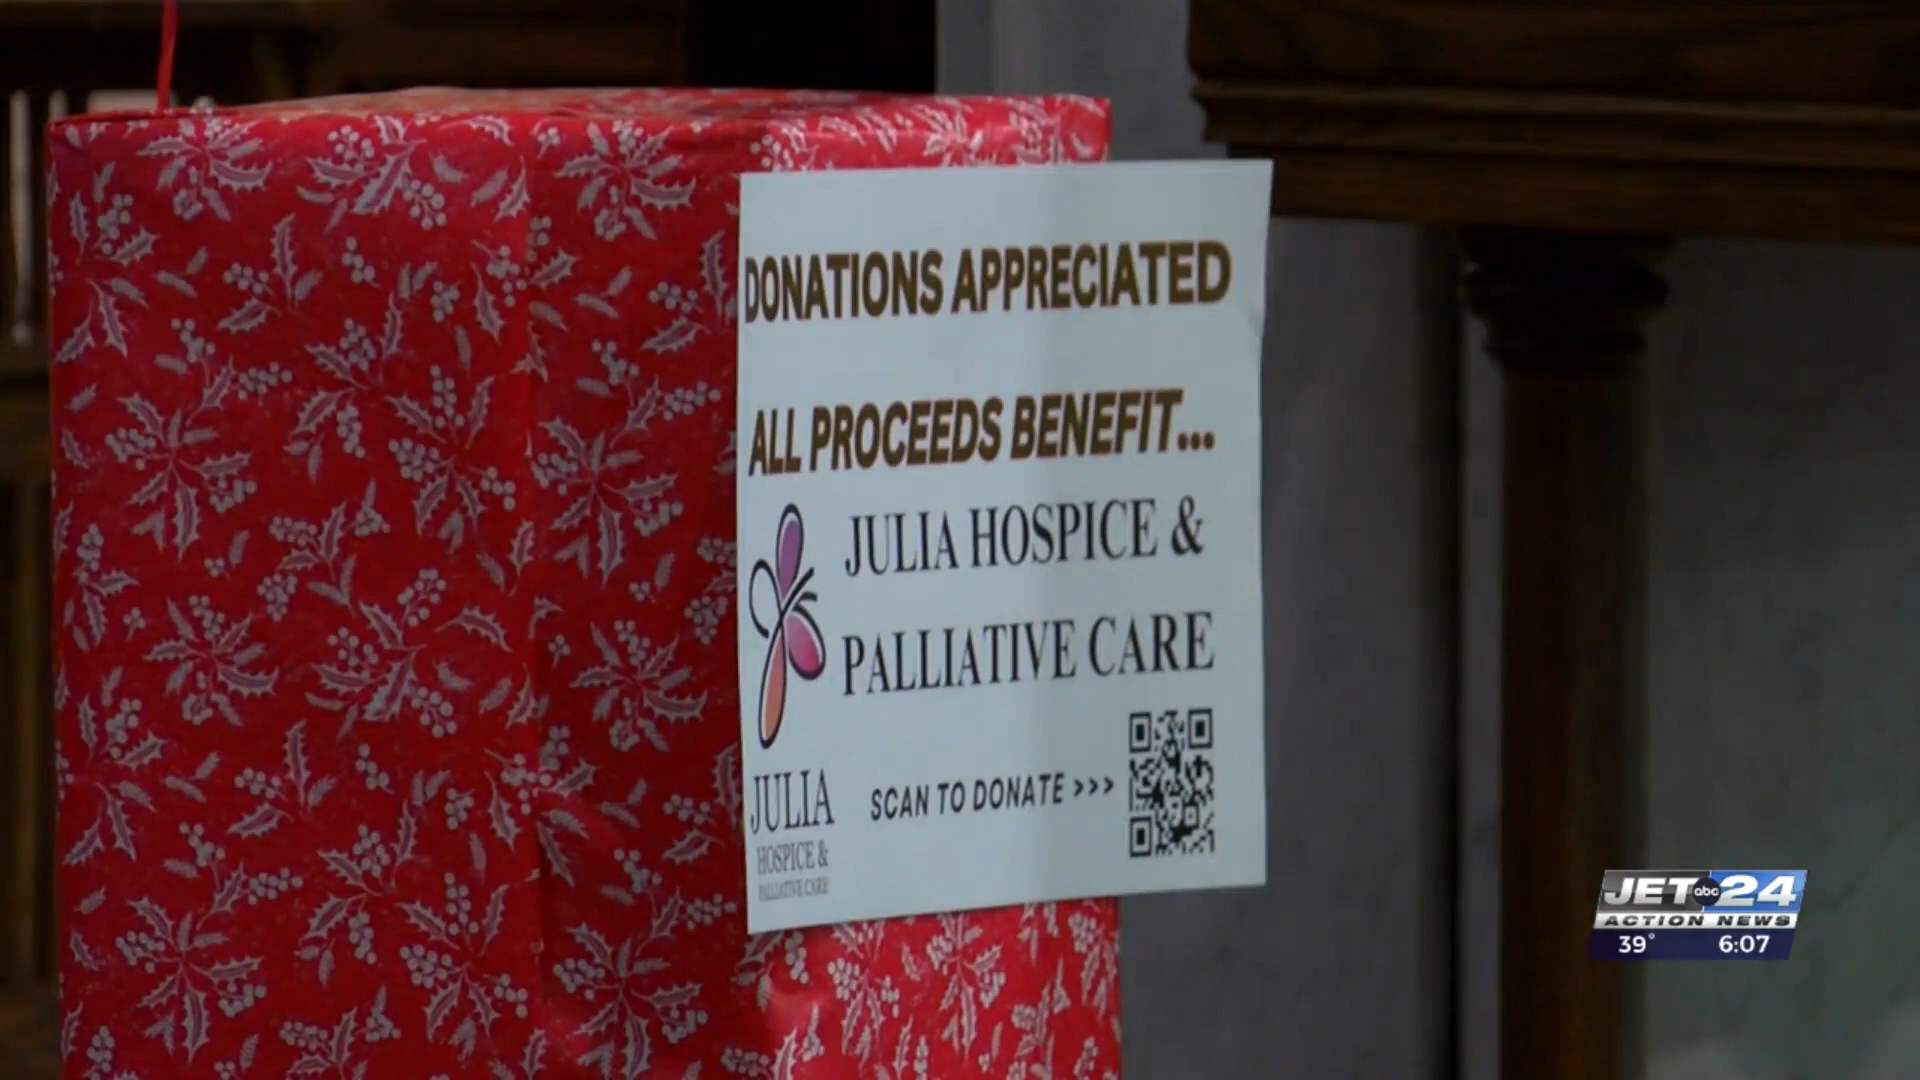 DONATIONS APPRECIATED
ALL PROCEEDS BENEFIT...
JULIA HOSPICE &
PALLIATIVE CARE
SCAN TO DONATE >>>
JULIA
HOSPICE &
PALLIATIVE CARE
JET abc 24
ACTION NEWS
39° 6:07